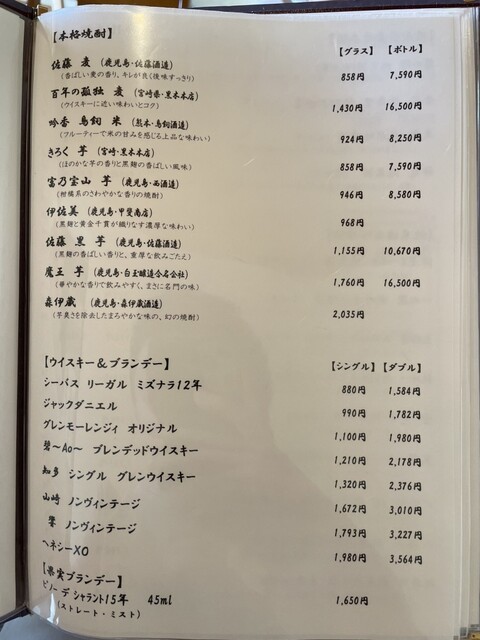 【本格焼酎】
【グラス】 【ボトル】
佐藤 麦 (鹿児島・佐藤酒造) 858円 7,590円
(香ばしい麦の香り、キレが良く後味すっきり)
百年の孤独 麦 (宮崎県・黒木本店) 1,430円 16,500円
(ウイスキーに近い味わいとコク)
吟香 鳥飼 米 (熊本・鳥飼酒造) 924円 8,250円
(フルーティーで米の甘みを感じる上品な味わい)
きろく 芋 (宮崎・黒木本店) 858円 7,590円
(ほのかな芋の香りと黒麹の香ばしい風味)
富乃宝山 芋 (鹿児島・西酒造) 946円 8,580円
(柑橘系のさわやかな香りの焼酎)
伊佐美 (鹿児島・甲斐商店) 968円
(黒麹と黄金千貫が織りなす濃厚な味わい)
佐藤 黒 芋 (鹿児島・佐藤酒造) 1,155円 10,670円
(黒麹の香ばしい香りと、重厚な飲みごたえ)
魔王 芋 (鹿児島・白玉醸造合名会社) 1,760円 16,500円
(華やかな香りで飲みやすく、まさに名門の味)
森伊蔵 (鹿児島・森伊蔵酒造) 2,035円
(芋臭さを除去したまろやかな味の、幻の焼酎)
【ウイスキー＆ブランデー】 【シングル】 【ダブル】
シーバス リーガル ミズナラ12年 880円 1,584円
ジャックダニエル 990円 1,782円
グレンモーレンジィ オリジナル 1,100円 1,980円
碧～Ao～ ブレンデッドウイスキー 1,210円 2,178円
知多 シングル グレンウイスキー 1,320円 2,376円
山崎 ノンヴィンテージ 1,672円 3,010円
響 ノンヴィンテージ 1,793円 3,227円
ヘネシーXO 1,980円 3,564円
【果実ブランデー】
ピノー デ シャラント15年 45ml 1,650円
(ストレート・ミスト)